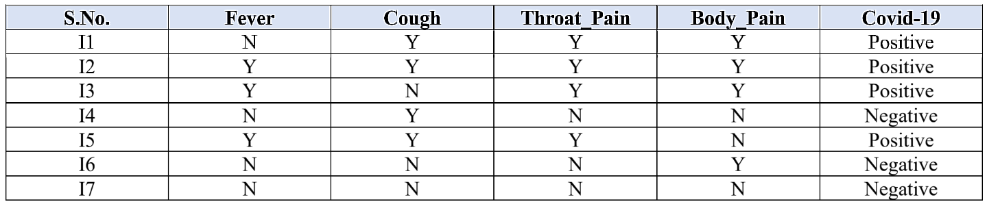 S.No. Fever Cough Throat_Pain Body_Pain Covid-19
I1 N Y Y Y Positive
I2 Y Y Y Y Positive
I3 Y N Y Y Positive
I4 N Y N N Negative
I5 Y Y Y N Positive
I6 N N N Y Negative
I7 N N N N Negative